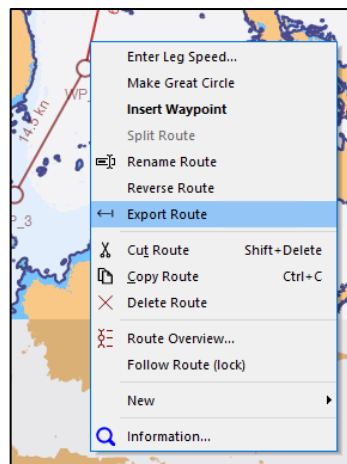 Enter Leg Speed...
Make Great Circle
WP_
Insert Waypoint
14.5 kn
Split Route
Rename Route
Reverse Route
P_3
Export Route
Cut Route Shift+Delete
Copy Route Ctrl+C
Delete Route
Route Overview...
Follow Route (lock)
New
Information...